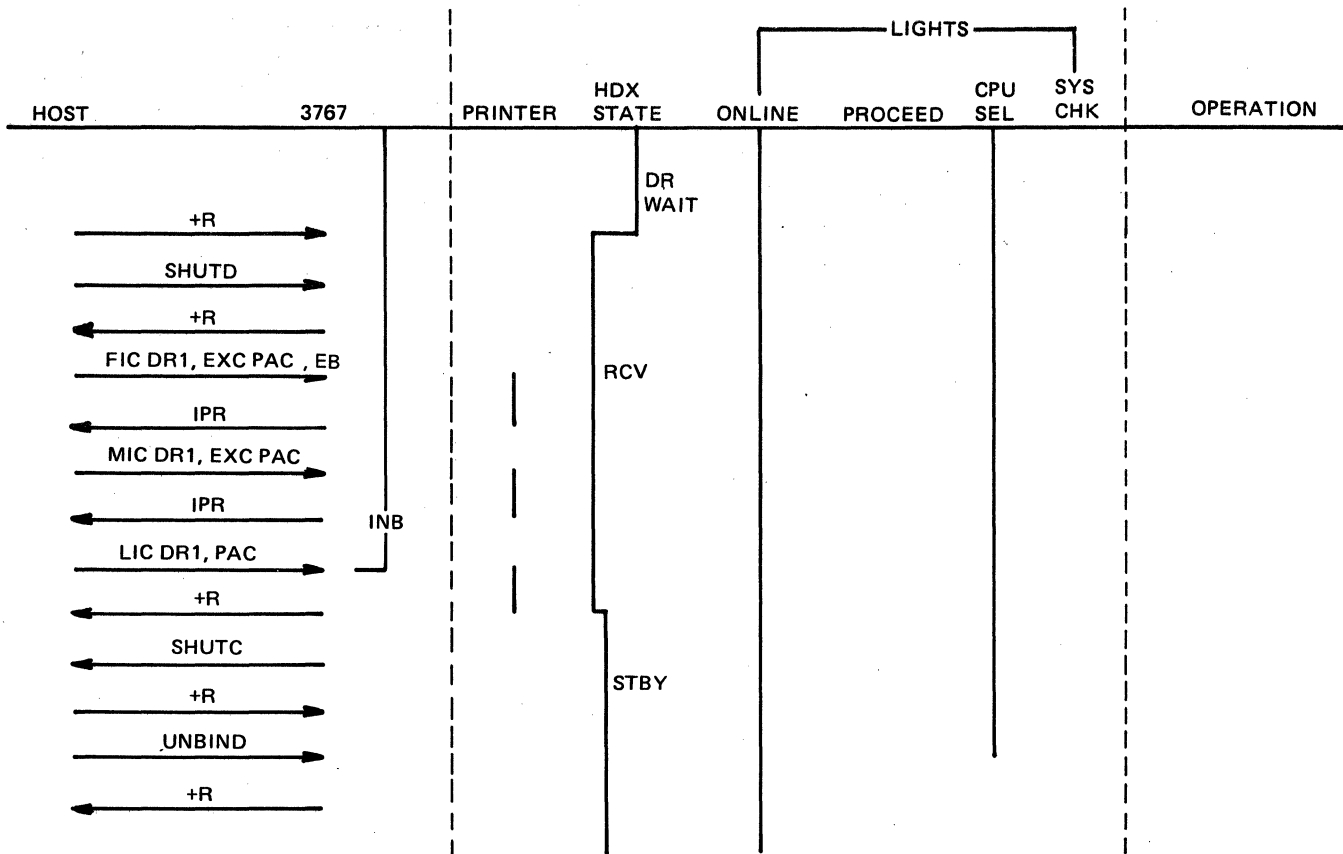 LIGHTS
HOST 3767 PRINTER HDX STATE ONLINE PROCEED CPU SEL SYS CHK OPERATION
DR WAIT
+R
SHUTD
+R
FIC DR1, EXC PAC , EB
RCV
IPR
MIC DR1, EXC PAC
IPR
INB
LIC DR1, PAC
+R
SHUTC
STBY
+R
UNBIND
+R